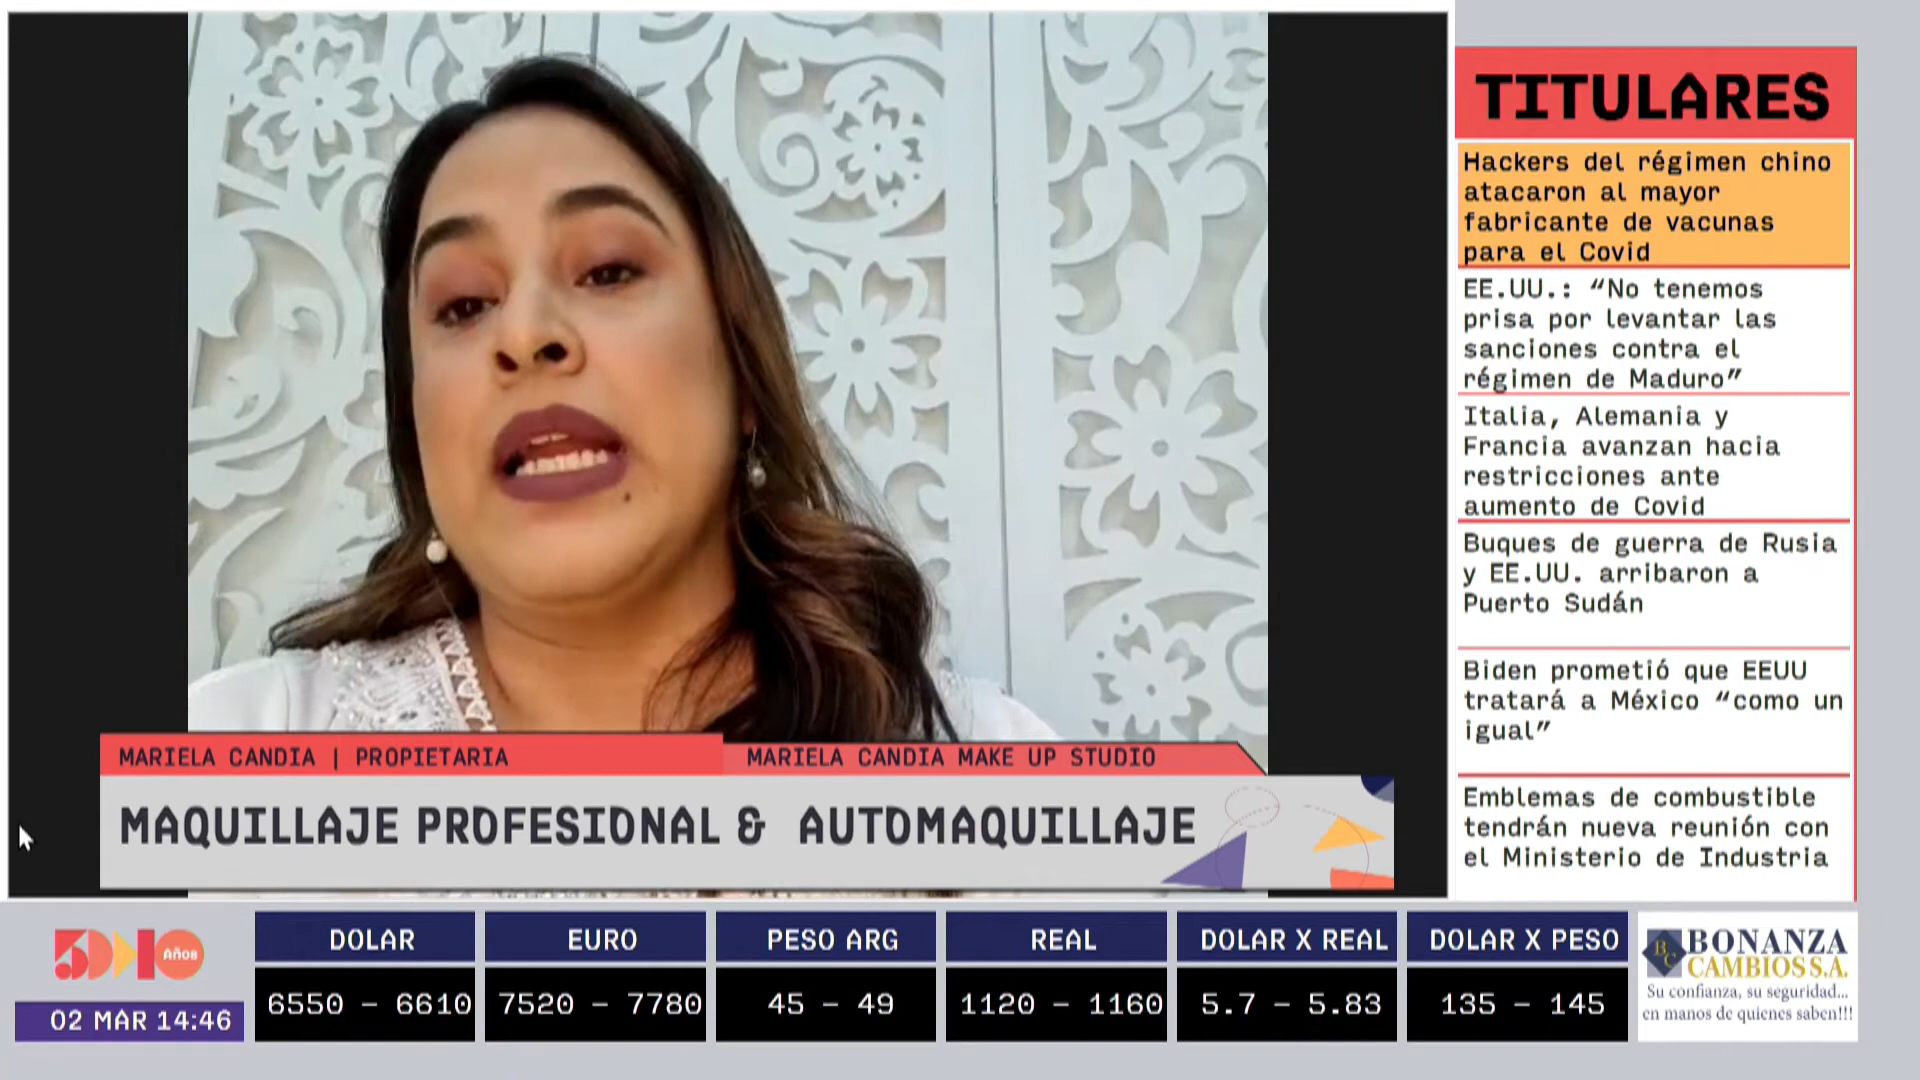 TITULARES
Hackers del régimen chino
atacaron al mayor
fabricante de vacunas
para el Covid
EE.UU.: “No tenemos
prisa por levantar las
sanciones contra el
régimen de Maduro”
Italia, Alemania y
Francia avanzan hacia
restricciones ante
aumento de Covid
Buques de guerra de Rusia
y EE.UU. arribaron a
Puerto Sudán
Biden prometió que EEUU
tratará a México “como un
igual”
Emblemas de combustible
tendrán nueva reunión con
el Ministerio de Industria
MARIELA CANDIA | PROPIETARIA
MARIELA CANDIA MAKE UP STUDIO
MAQUILLAJE PROFESIONAL & AUTOMAQUILLAJE
Años
02 MAR 14:46
DOLAR
6550 - 6610
EURO
7520 - 7780
PESO ARG
45 - 49
REAL
1120 - 1160
DOLAR X REAL
5.7 - 5.83
DOLAR X PESO
135 - 145
BC
BONANZA
CAMBIOS S.A.
Su confianza, su seguridad...
en manos de quienes saben!!!